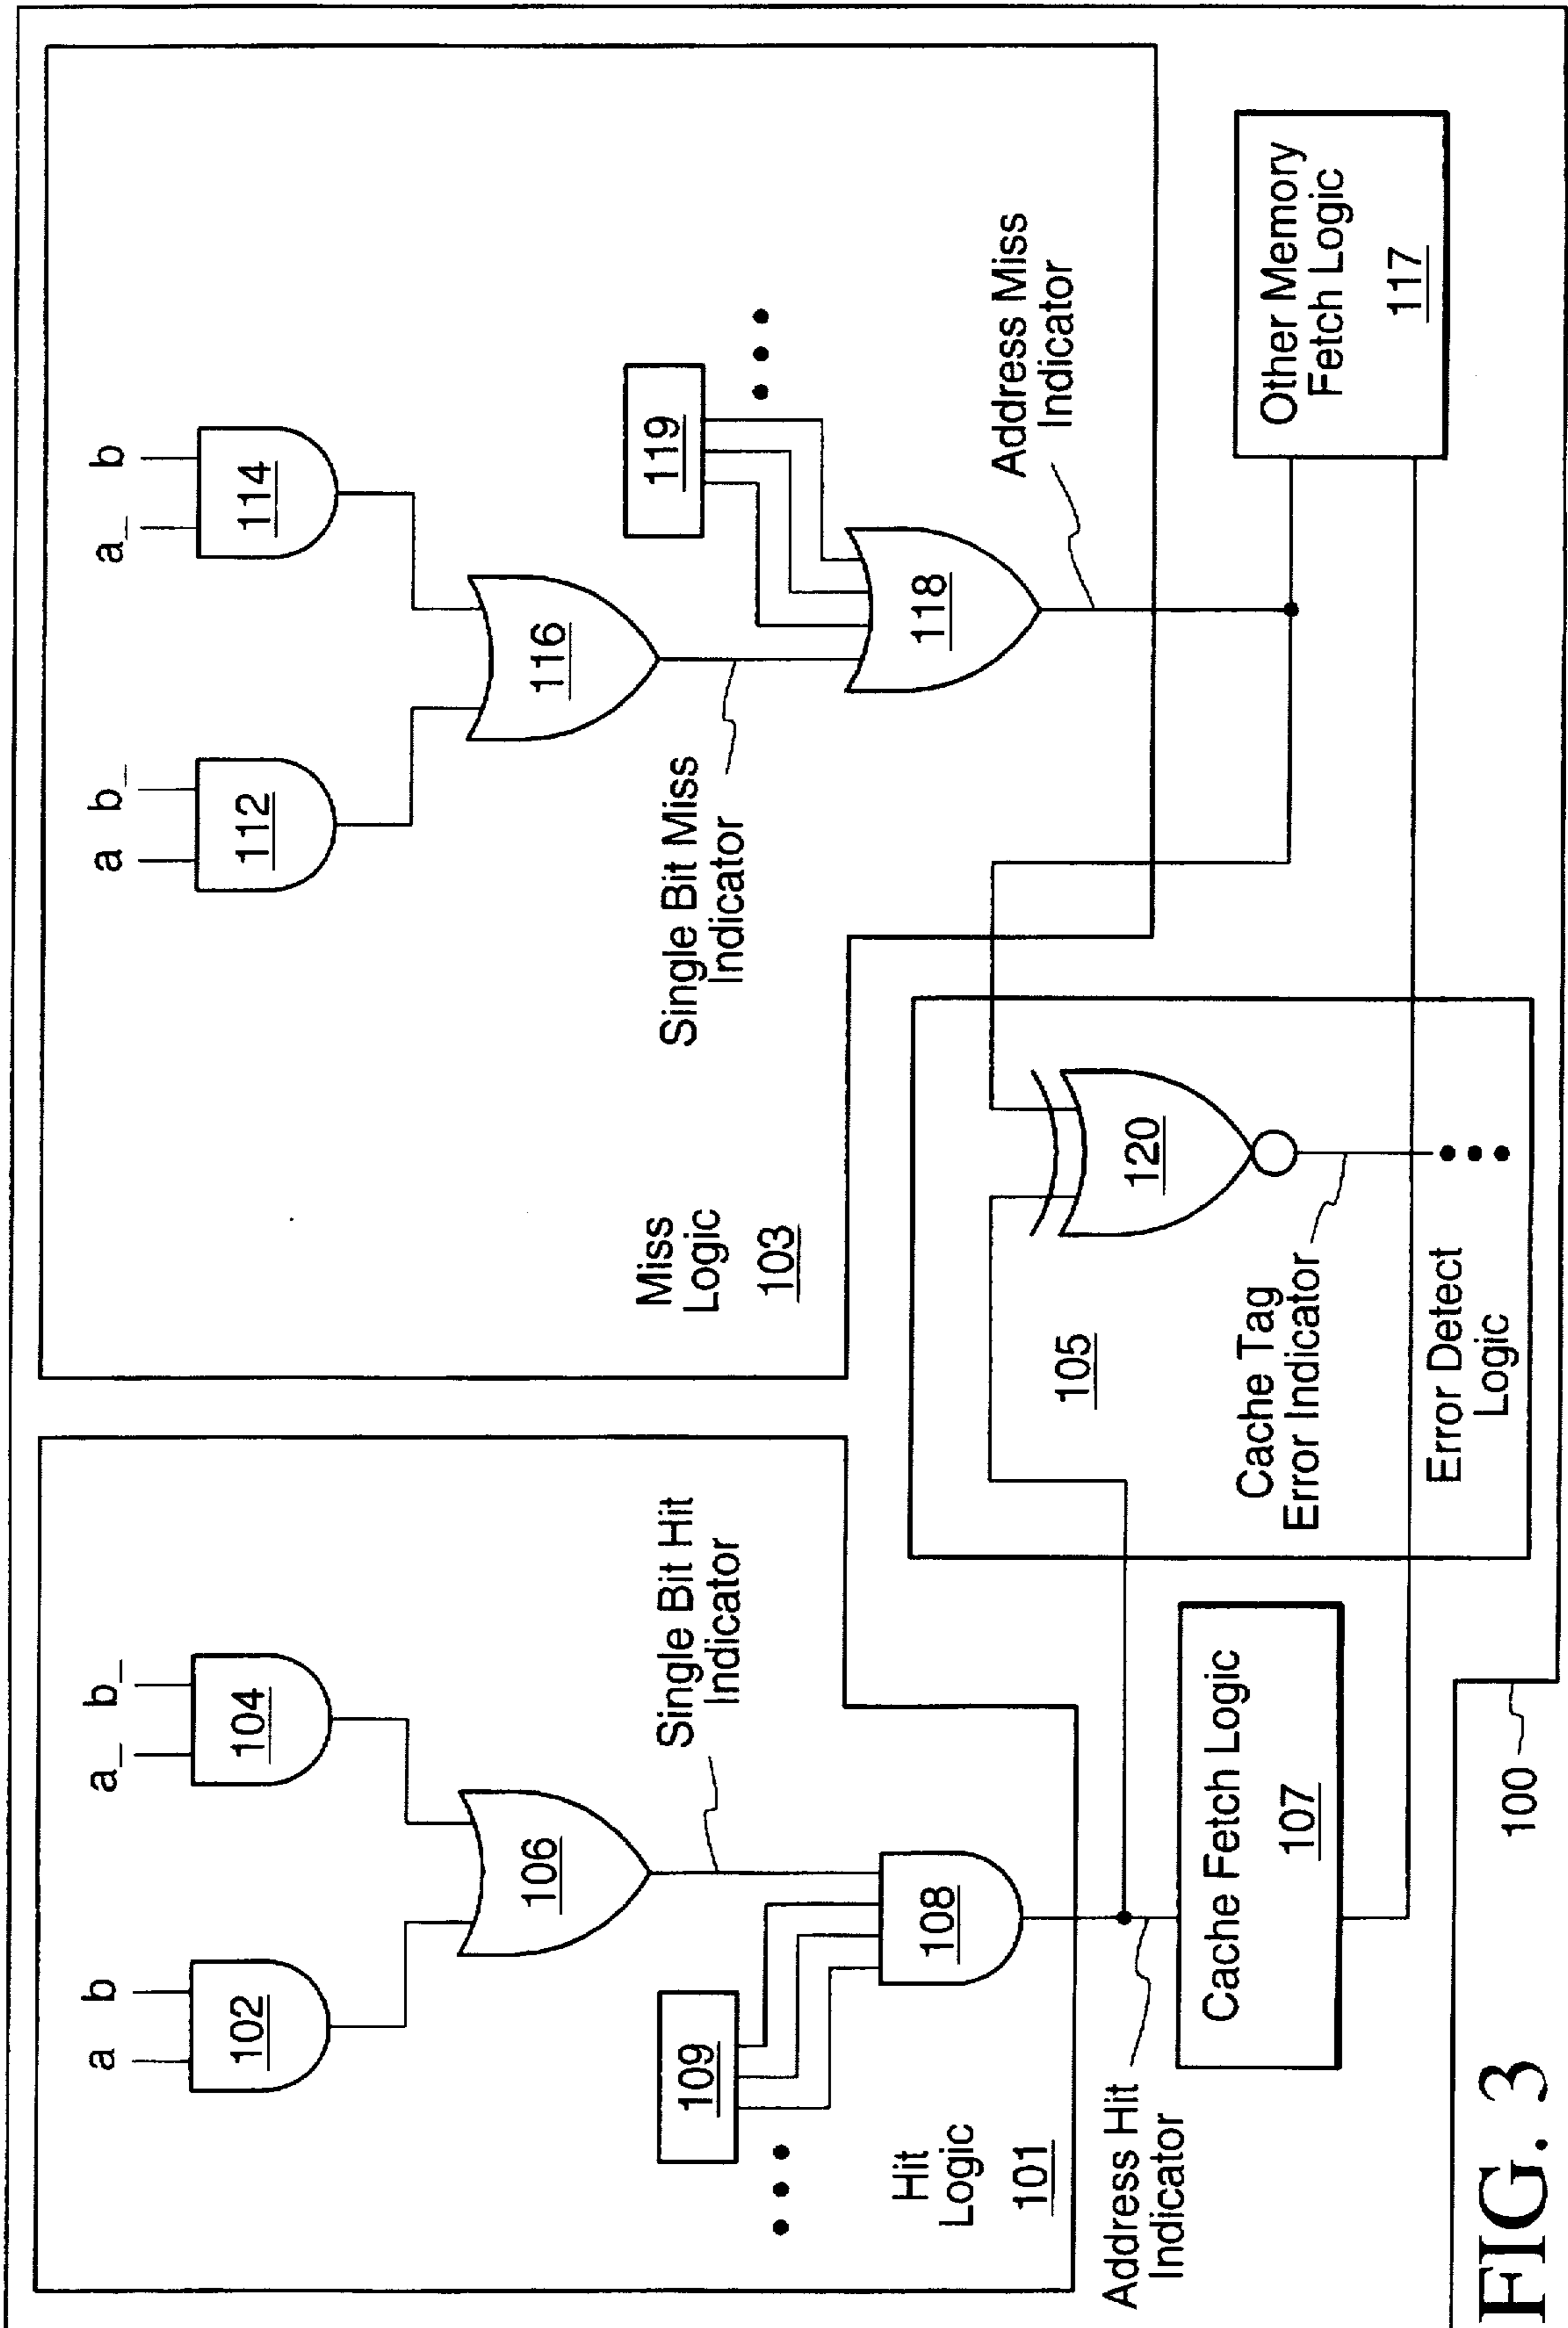 a b
102
a_ b_
104
106
Single Bit Hit
Indicator
109
108
Hit
Logic
101
Address Hit
Indicator
Cache Fetch Logic
107
a b_
112
a_ b
114
116
Single Bit Miss
Indicator
119
118
Miss
Logic
103
Address Miss
Indicator
105
120
Cache Tag
Error Indicator
Error Detect
Logic
Other Memory
Fetch Logic
117
100
FIG. 3